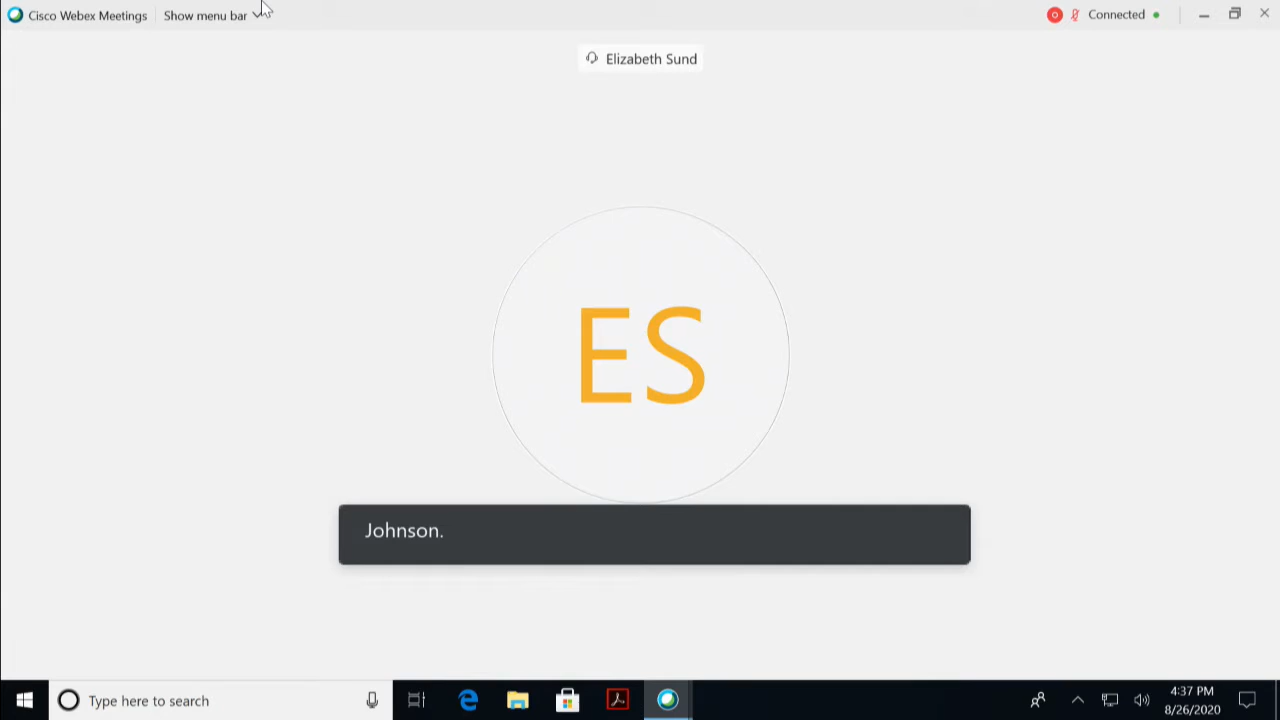 Cisco Webex Meetings
Show menu bar
Connected
Elizabeth Sund
ES
Johnson.
Type here to search
4:37 PM
8/26/2020